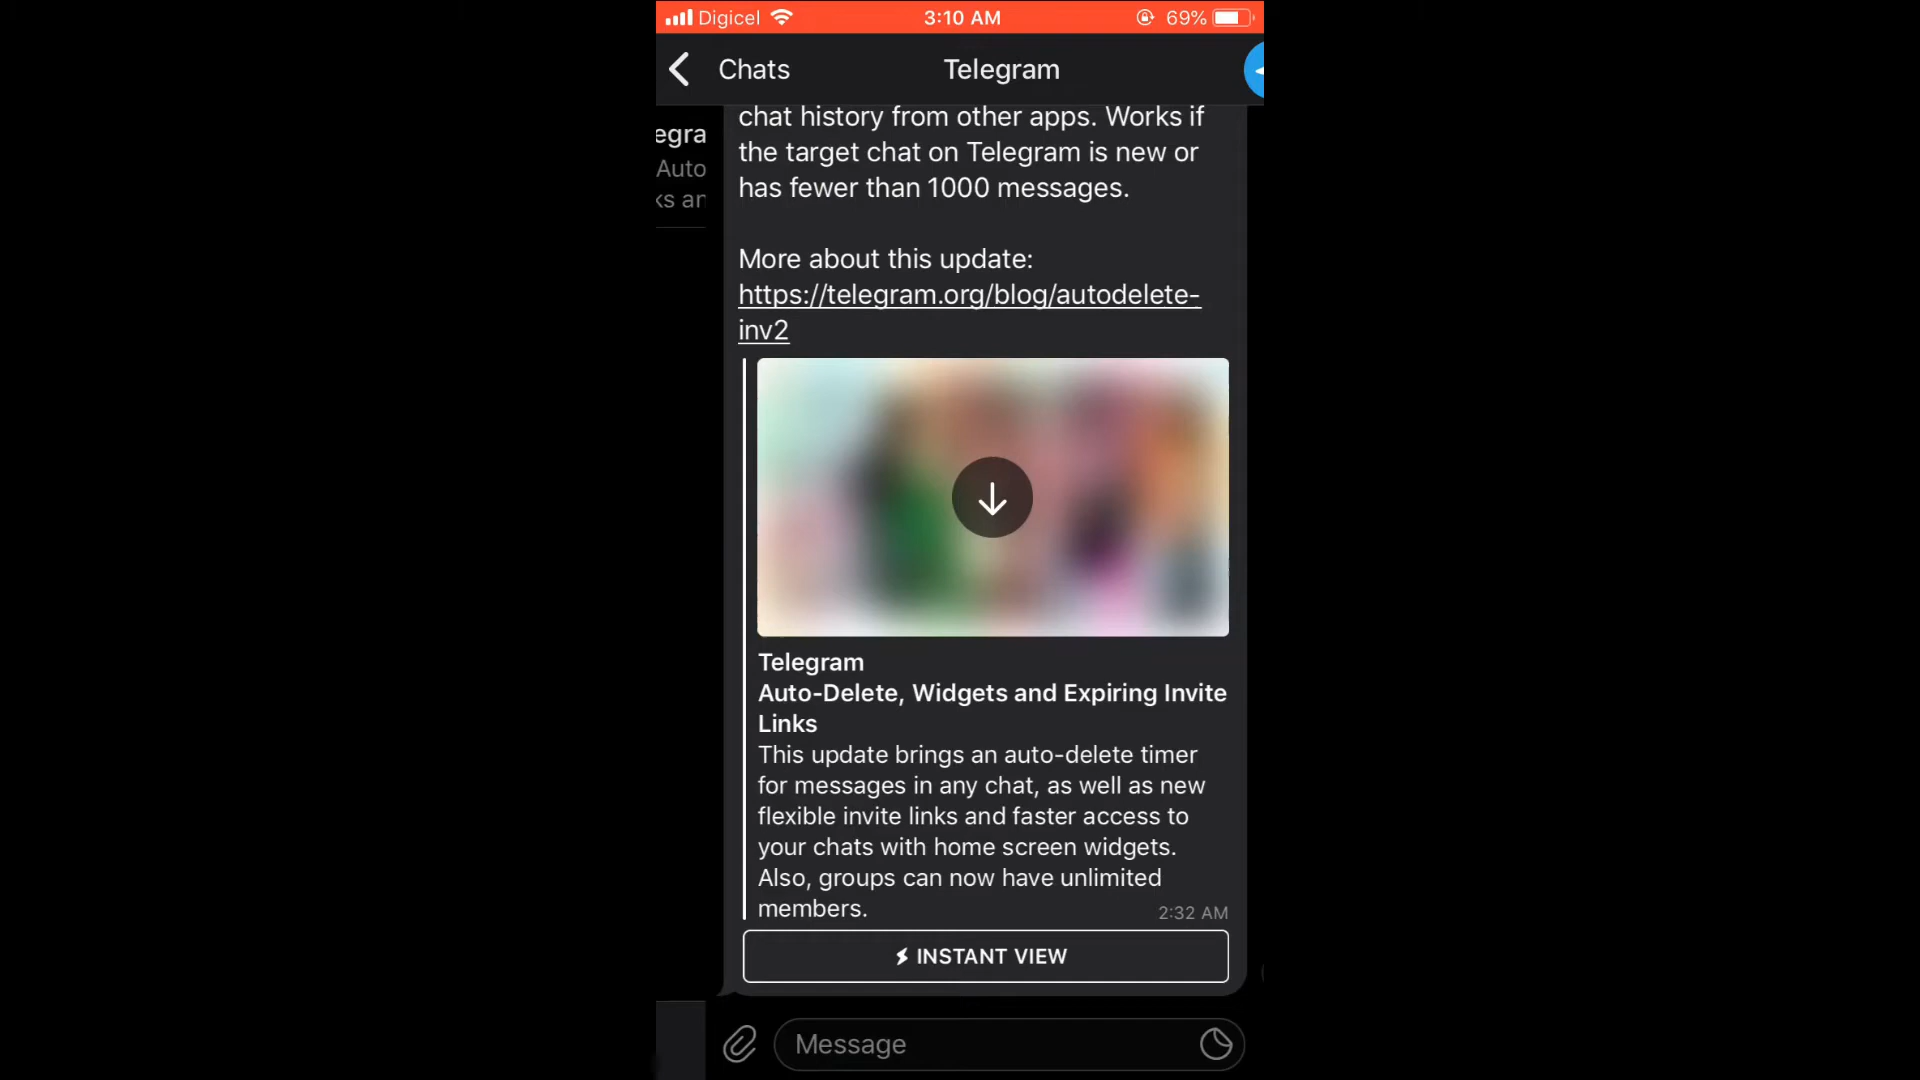 Digicel 3:10 AM 69%
Chats Telegram
egra
Auto
ks an
chat history from other apps. Works if
the target chat on Telegram is new or
has fewer than 1000 messages.
More about this update:
https://telegram.org/blog/autodelete-
inv2
Telegram
Auto-Delete, Widgets and Expiring Invite
Links
This update brings an auto-delete timer
for messages in any chat, as well as new
flexible invite links and faster access to
your chats with home screen widgets.
Also, groups can now have unlimited
members.
2:32 AM
INSTANT VIEW
Message